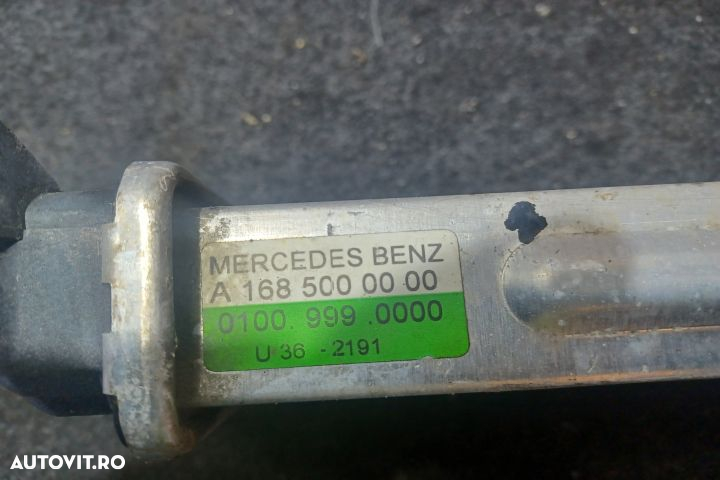 MERCEDES BENZ
A 168 500 00 00
0100. 999 .0000
U 36 - 2191
AUTOVIT.RO